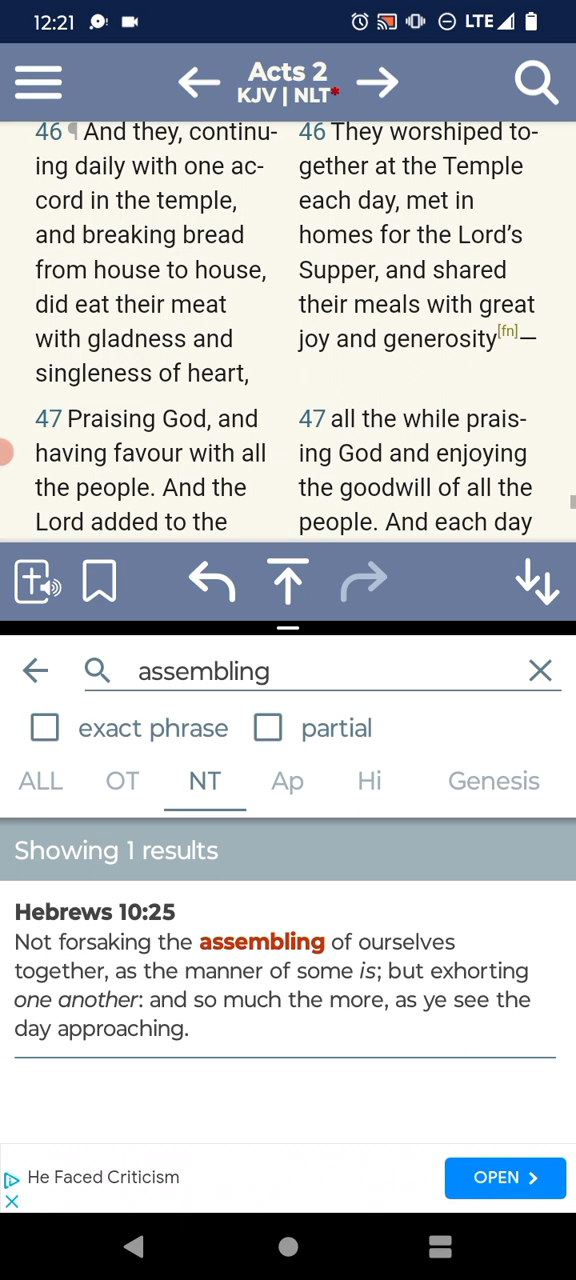 12:21
LTE
Acts 2
KJV | NLT*
46 ¶ And they, continu-
ing daily with one ac-
cord in the temple,
and breaking bread
from house to house,
did eat their meat
with gladness and
singleness of heart,
47 Praising God, and
having favour with all
the people. And the
Lord added to the
46 They worshiped to-
gether at the Temple
each day, met in
homes for the Lord’s
Supper, and shared
their meals with great
joy and generosity[fn]—
47 all the while prais-
ing God and enjoying
the goodwill of all the
people. And each day
assembling
exact phrase partial
ALL OT NT Ap Hi Genesis
Showing 1 results
Hebrews 10:25
Not forsaking the assembling of ourselves
together, as the manner of some is; but exhorting
one another: and so much the more, as ye see the
day approaching.
He Faced Criticism
OPEN